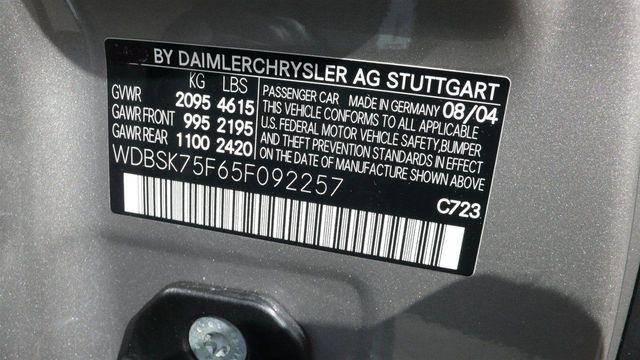 BY DAIMLERCHRYSLER AG STUTTGART
KG LBS
GVWR 2095 4615
GAWR FRONT 995 2195
GAWR REAR 1100 2420
PASSENGER CAR MADE IN GERMANY 08/04
THIS VEHICLE CONFORMS TO ALL APPLICABLE
U.S. FEDERAL MOTOR VEHICLE SAFETY,BUMPER
AND THEFT PREVENTION STANDARDS IN EFFECT
ON THE DATE OF MANUFACTURE SHOWN ABOVE
WDBSK75F65F092257
C723